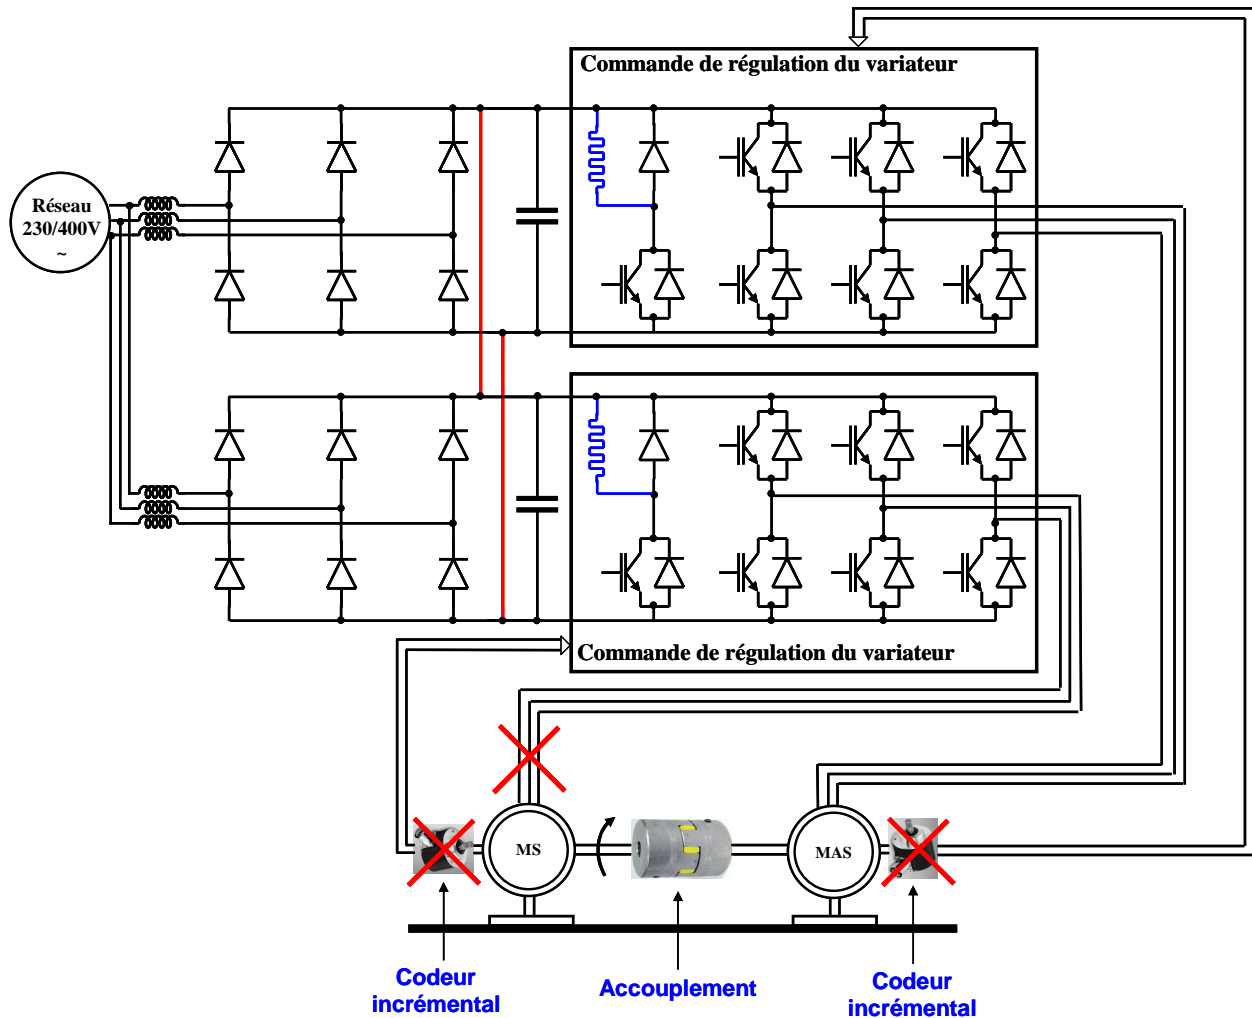 Commande de régulation du variateur
Réseau
230/400V
~
Commande de régulation du variateur
MS
MAS
Codeur
incrémental
Accouplement
Codeur
incrémental